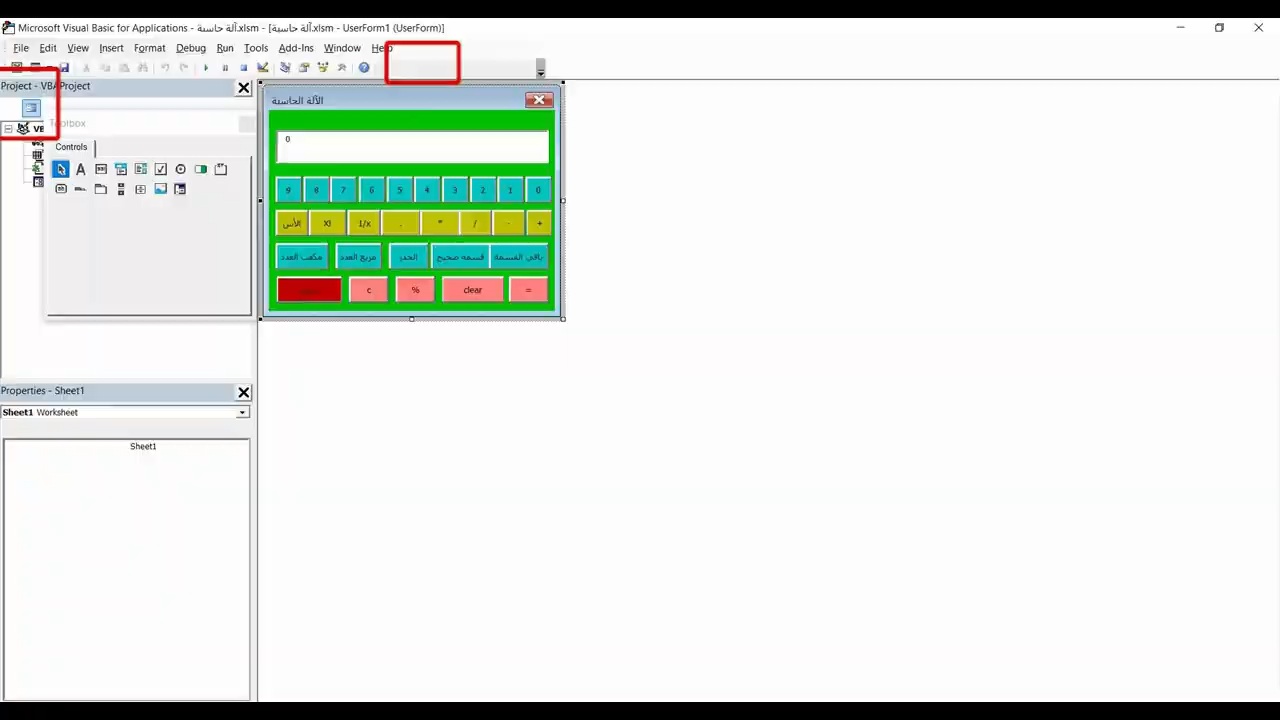 Microsoft Visual Basic for Applications - آلة حاسبة.xlsm - [آلة حاسبة.xlsm - UserForm1 (UserForm)]
File Edit View Insert Format Debug Run Tools Add-Ins Window Help
Project - VBAProject
الألة الحاسبة
0
Toolbox
Controls
9 8 7 6 5 4 3 2 1 0
الأس X! 1/x . * / - +
مكعب العدد مربع العدد الجذر قسمه صحيح باقي القسمة
c % clear =
Properties - Sheet1
Sheet1 Worksheet
Sheet1